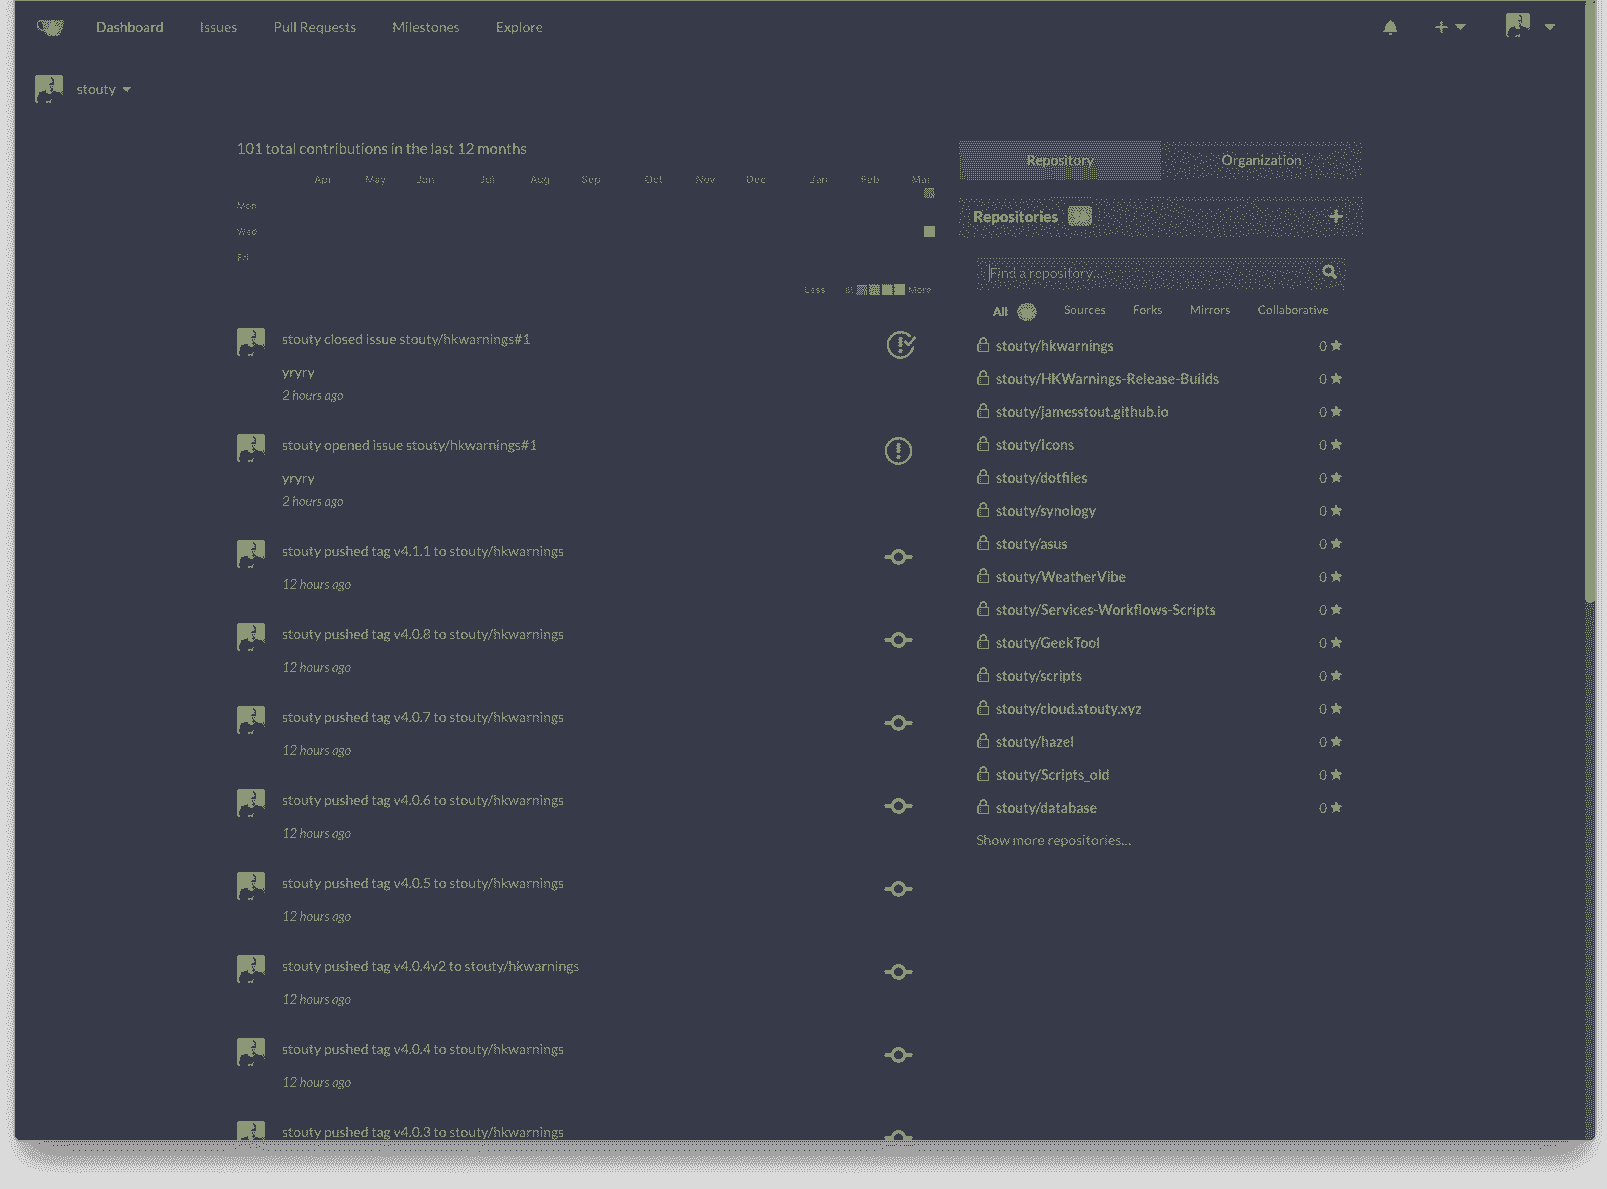 Dashboard Issues Pull Requests Milestones Explore
stouty
101 total contributions in the last 12 months
Apr May Jun Jul Aug Sep Oct Nov Dec Jan Feb Mar
Mon
Wed
Fri
Less More
stouty closed issue stouty/hkwarnings#1
yryry
2 hours ago
stouty opened issue stouty/hkwarnings#1
yryry
2 hours ago
stouty pushed tag v4.1.1 to stouty/hkwarnings
12 hours ago
stouty pushed tag v4.0.8 to stouty/hkwarnings
12 hours ago
stouty pushed tag v4.0.7 to stouty/hkwarnings
12 hours ago
stouty pushed tag v4.0.6 to stouty/hkwarnings
12 hours ago
stouty pushed tag v4.0.5 to stouty/hkwarnings
12 hours ago
stouty pushed tag v4.0.4v2 to stouty/hkwarnings
12 hours ago
stouty pushed tag v4.0.4 to stouty/hkwarnings
12 hours ago
stouty pushed tag v4.0.3 to stouty/hkwarnings
Repository Organization
Repositories
Find a repository...
All Sources Forks Mirrors Collaborative
stouty/hkwarnings 0
stouty/HKWarnings-Release-Builds 0
stouty/jamesstout.github.io 0
stouty/Icons 0
stouty/dotfiles 0
stouty/synology 0
stouty/asus 0
stouty/WeatherVibe 0
stouty/Services-Workflows-Scripts 0
stouty/GeekTool 0
stouty/scripts 0
stouty/cloud.stouty.xyz 0
stouty/hazel 0
stouty/Scripts_old 0
stouty/database 0
Show more repositories...